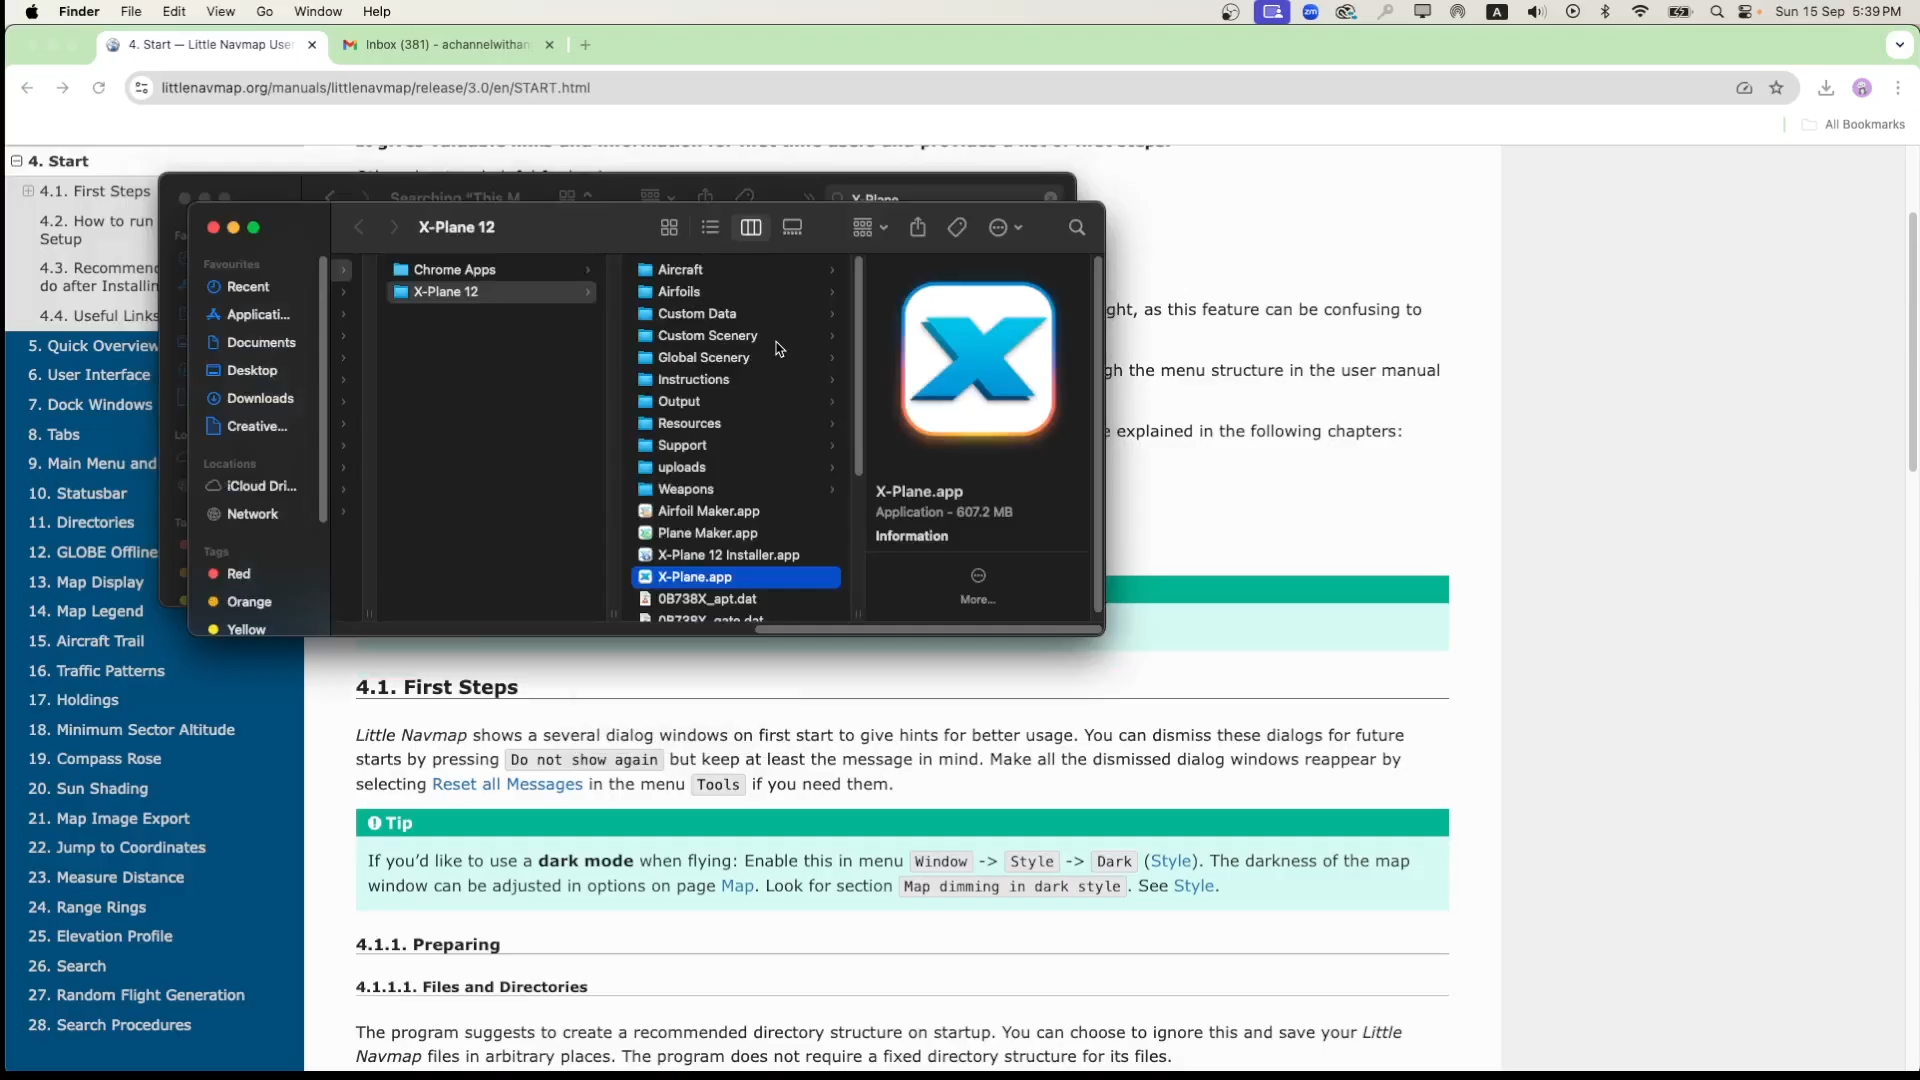 Finder File Edit View Go Window Help
Sun 15 Sep 5:39 PM
4. Start — Little Navmap Use
Inbox (381) - achannelwithan
littlenavmap.org/manuals/littlenavmap/release/3.0/en/START.html
All Bookmarks
4. Start
4.1. First Steps
4.2. How to run
Setup
4.3. Recommen
do after Installin
4.4. Useful Links
5. Quick Overview
6. User Interface
7. Dock Windows
8. Tabs
9. Main Menu and
10. Statusbar
11. Directories
12. GLOBE Offline
13. Map Display
14. Map Legend
15. Aircraft Trail
16. Traffic Patterns
17. Holdings
18. Minimum Sector Altitude
19. Compass Rose
20. Sun Shading
21. Map Image Export
22. Jump to Coordinates
23. Measure Distance
24. Range Rings
25. Elevation Profile
26. Search
27. Random Flight Generation
28. Search Procedures
Searching "This M
X-Plane
X-Plane 12
Favourites
Recent
Applicati...
Documents
Desktop
Downloads
Creative...
Locations
iCloud Dri...
Network
Tags
Red
Orange
Yellow
Chrome Apps
X-Plane 12
Aircraft
Airfoils
Custom Data
Custom Scenery
Global Scenery
Instructions
Output
Resources
Support
uploads
Weapons
Airfoil Maker.app
Plane Maker.app
X-Plane 12 Installer.app
X-Plane.app
0B738X_apt.dat
X-Plane.app
Application - 607.2 MB
Information
More...
ght, as this feature can be confusing to
gh the menu structure in the user manual
e explained in the following chapters:
4.1. First Steps
Little Navmap shows a several dialog windows on first start to give hints for better usage. You can dismiss these dialogs for future
starts by pressing Do not show again but keep at least the message in mind. Make all the dismissed dialog windows reappear by
selecting Reset all Messages in the menu Tools if you need them.
Tip
If you'd like to use a dark mode when flying: Enable this in menu Window -> Style -> Dark (Style). The darkness of the map
window can be adjusted in options on page Map. Look for section Map dimming in dark style. See Style.
4.1.1. Preparing
4.1.1.1. Files and Directories
The program suggests to create a recommended directory structure on startup. You can choose to ignore this and save your Little
Navmap files in arbitrary places. The program does not require a fixed directory structure for its files.